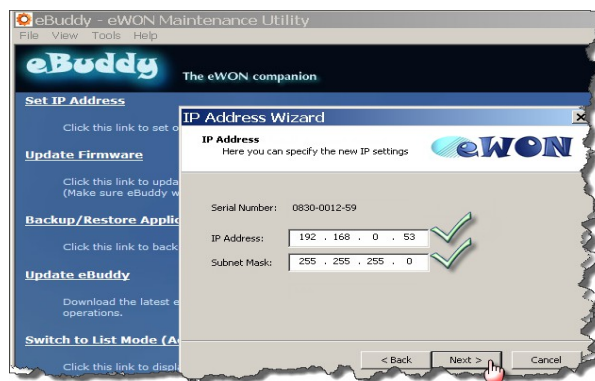 eBuddy - eWON Maintenance Utility
File View Tools Help
eBuddy
The eWON companion
Set IP Address
Click this link to set o
Update Firmware
Click this link to upda
(Make sure eBuddy w
Backup/Restore Applic
Click this link to back
Update eBuddy
Download the latest e
operations.
Switch to List Mode (A
Click this link to displ
IP Address Wizard
IP Address
Here you can specify the new IP settings
eWON
Serial Number: 0830-0012-59
IP Address: 192 . 168 . 0 . 53
Subnet Mask: 255 . 255 . 255 . 0
< Back Next > Cancel